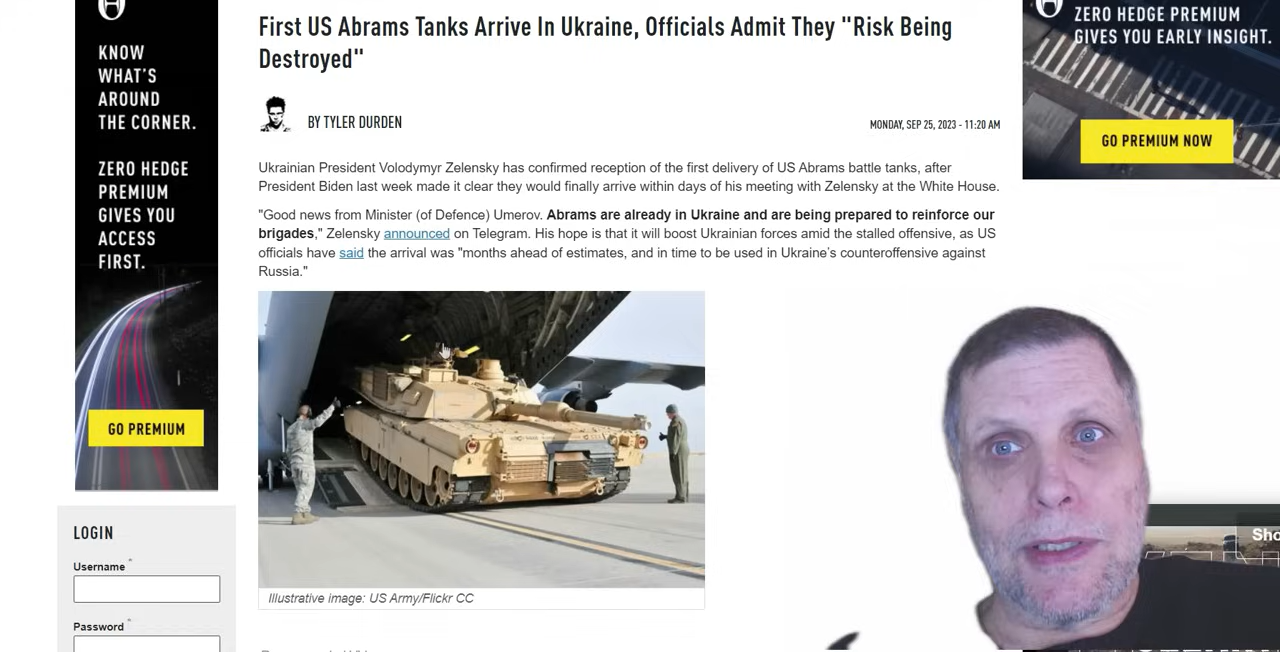 KNOW
WHAT'S
AROUND
THE CORNER.
ZERO HEDGE
PREMIUM
GIVES YOU
ACCESS
FIRST.
GO PREMIUM
LOGIN
Username *
Password *
First US Abrams Tanks Arrive In Ukraine, Officials Admit They "Risk Being
Destroyed"
BY TYLER DURDEN
MONDAY, SEP 25, 2023 - 11:20 AM
Ukrainian President Volodymyr Zelensky has confirmed reception of the first delivery of US Abrams battle tanks, after
President Biden last week made it clear they would finally arrive within days of his meeting with Zelensky at the White House.
"Good news from Minister (of Defence) Umerov. Abrams are already in Ukraine and are being prepared to reinforce our
brigades," Zelensky announced on Telegram. His hope is that it will boost Ukrainian forces amid the stalled offensive, as US
officials have said the arrival was "months ahead of estimates, and in time to be used in Ukraine's counteroffensive against
Russia."
Illustrative image: US Army/Flickr CC
ZERO HEDGE PREMIUM
GIVES YOU EARLY INSIGHT.
GO PREMIUM NOW
Sho